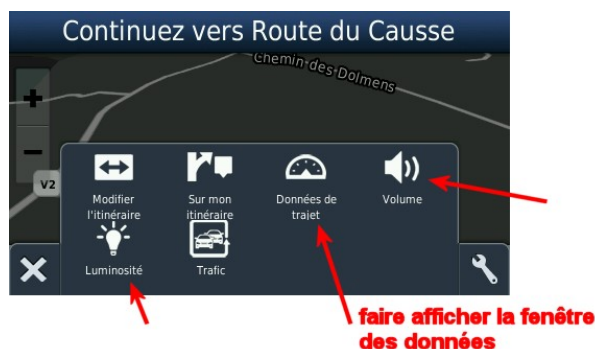 Continuez vers Route du Causse
Chemin des Dolmens
+
-
V2
Modifier
l'itinéraire
Sur mon
itinéraire
Données de
trajet
Volume
Luminosité
Trafic
faire afficher la fenêtre
des données